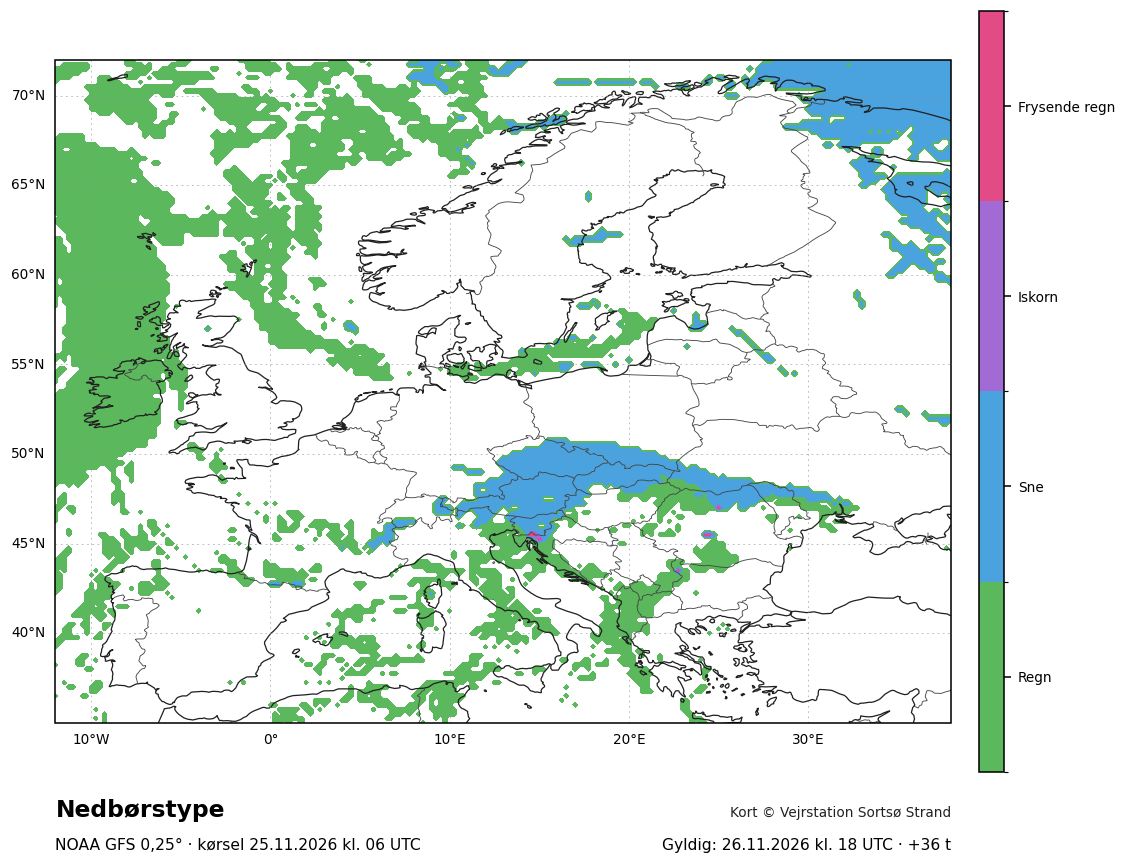 70°N
65°N
60°N
55°N
50°N
45°N
40°N
10°W
0°
10°E
20°E
30°E
Frysende regn
Iskorn
Sne
Regn
Nedbørstype
Kort © Vejrstation Sortsø Strand
NOAA GFS 0,25° · kørsel 25.11.2026 kl. 06 UTC
Gyldig: 26.11.2026 kl. 18 UTC · +36 t